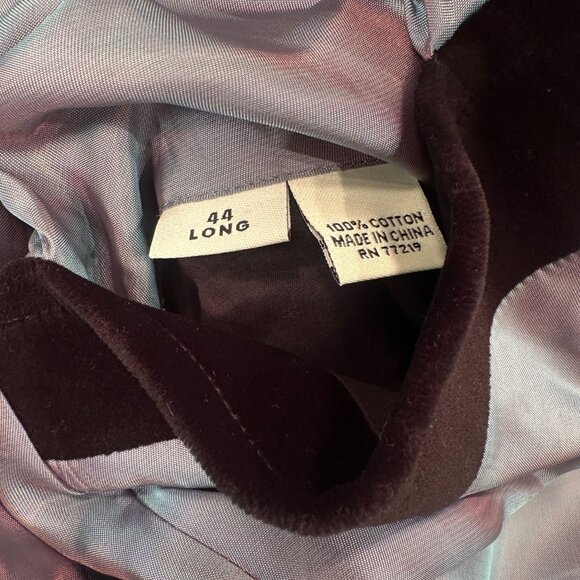 44
LONG
100% COTTON
MADE IN CHINA
RN 77219